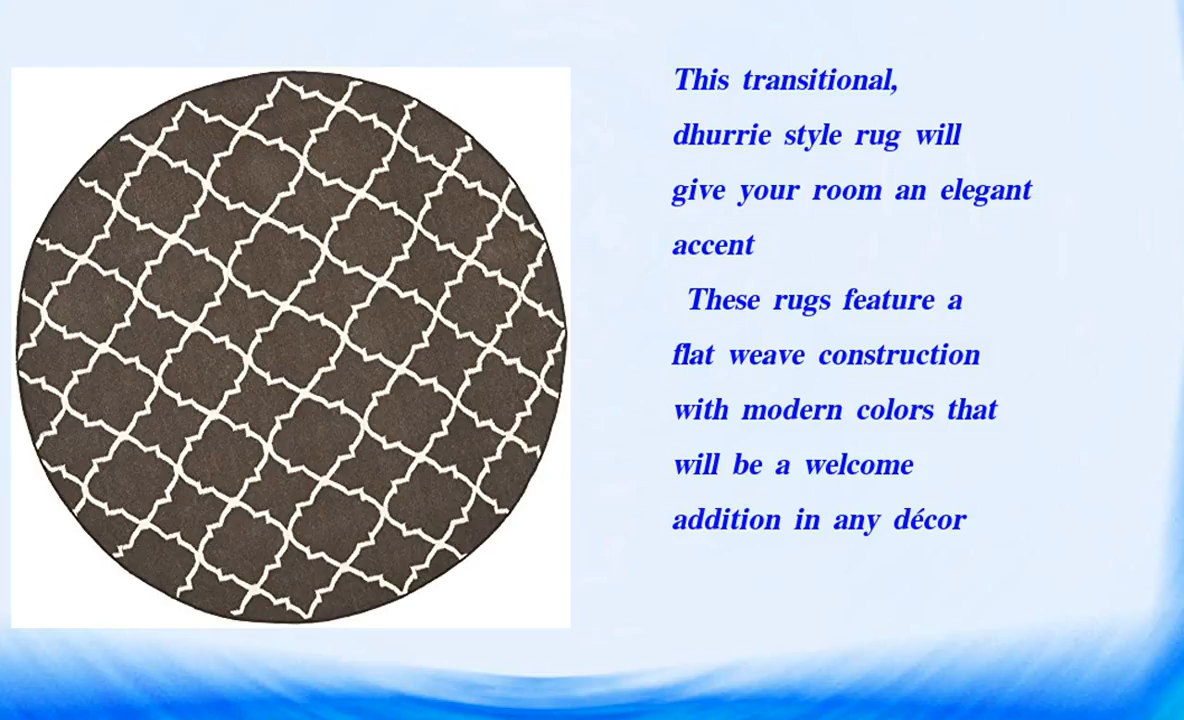 This transitional,
dhurrie style rug will
give your room an elegant
accent
These rugs feature a
flat weave construction
with modern colors that
will be a welcome
addition in any décor